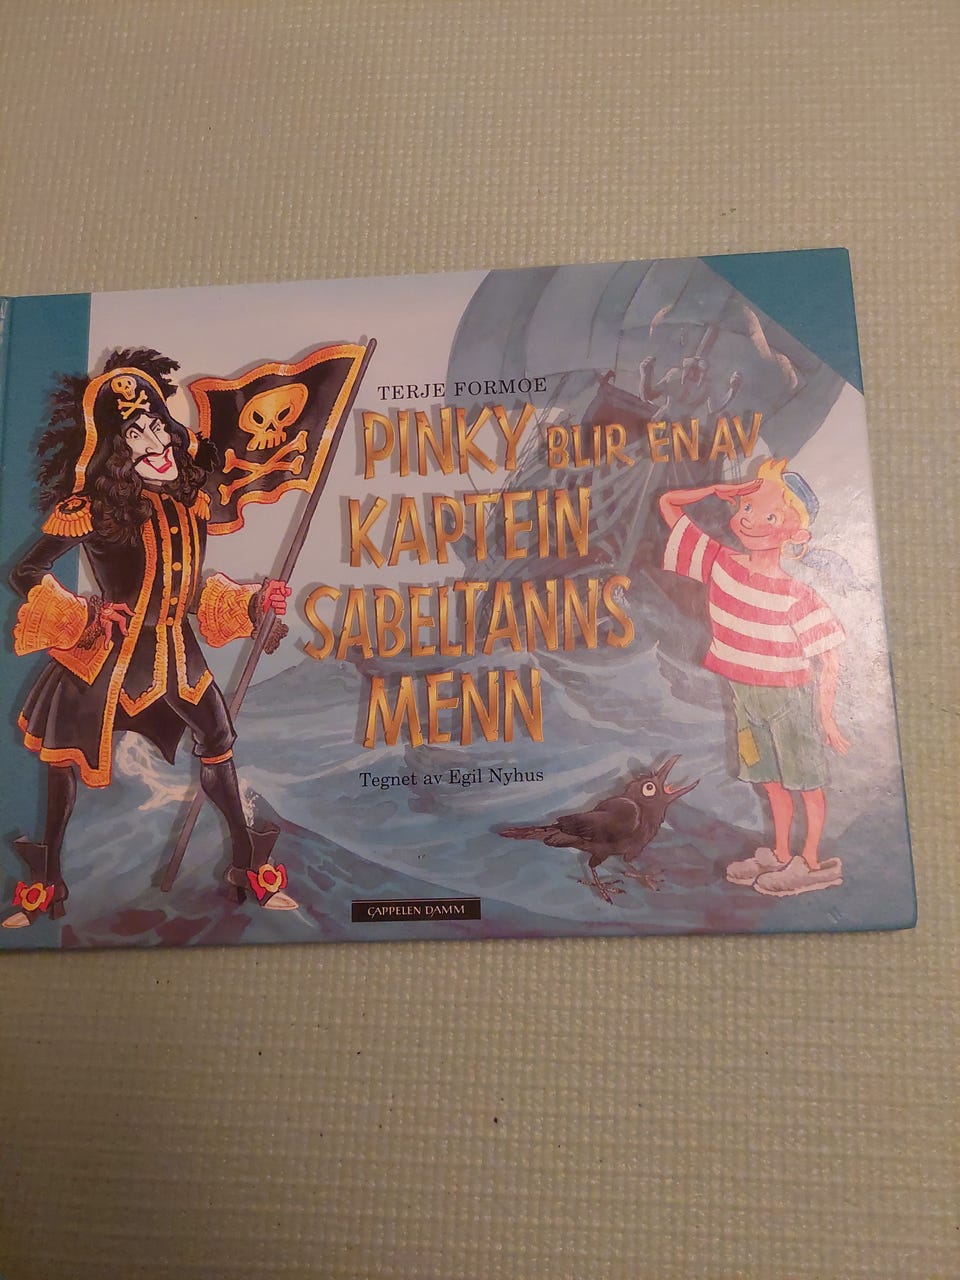 TERJE FORMOE
PINKY BLIR EN AV
KAPTEIN
SABELTANNS
MENN
Tegnet av Egil Nyhus
CAPPELEN DAMM